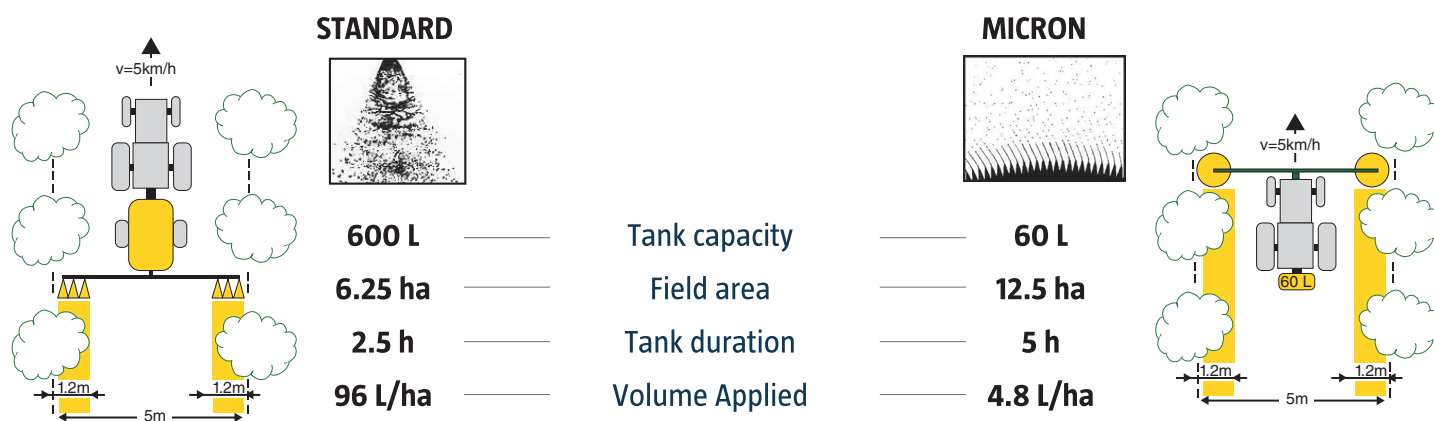 STANDARD
MICRON
v=5km/h
v=5km/h
600 L Tank capacity 60 L
6.25 ha Field area 12.5 ha
60 L
2.5 h Tank duration 5 h
1.2m 1.2m
1.2m 1.2m
96 L/ha Volume Applied 4.8 L/ha
5m
5m